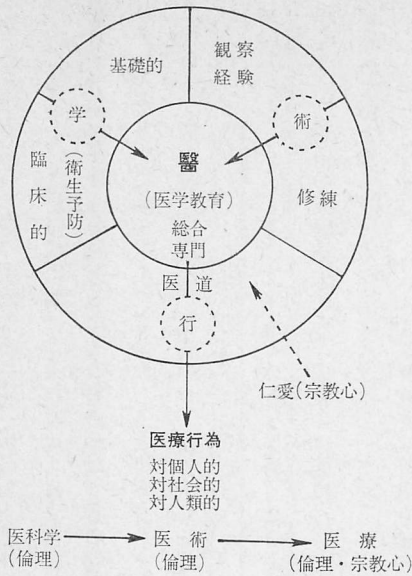 基礎的
観察
経験
学
術
臨床的
(衛生予防)
醫
(医学教育)
総合
専門
修練
医道
行
仁愛(宗教心)
医療行為
対個人的
対社会的
対人類的
医科学 医術 医療
(倫理) (倫理) (倫理・宗教心)